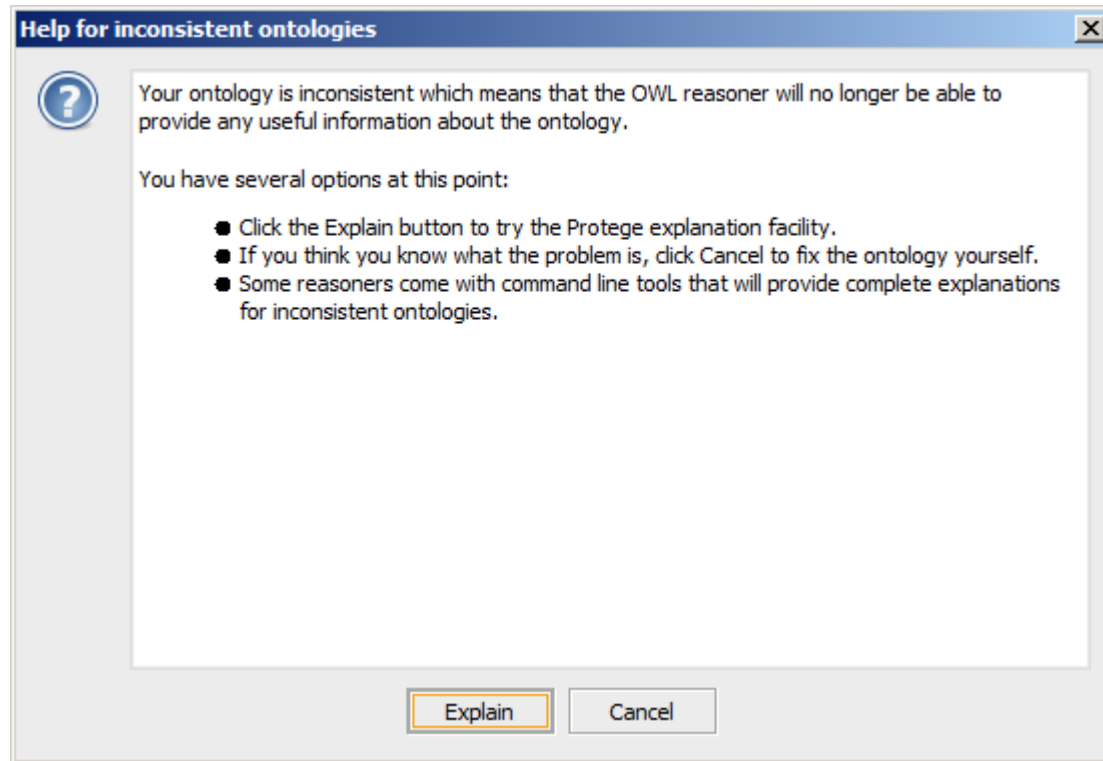 Help for inconsistent ontologies
Your ontology is inconsistent which means that the OWL reasoner will no longer be able to
provide any useful information about the ontology.
You have several options at this point:
● Click the Explain button to try the Protege explanation facility.
● If you think you know what the problem is, click Cancel to fix the ontology yourself.
● Some reasoners come with command line tools that will provide complete explanations
for inconsistent ontologies.
Explain Cancel